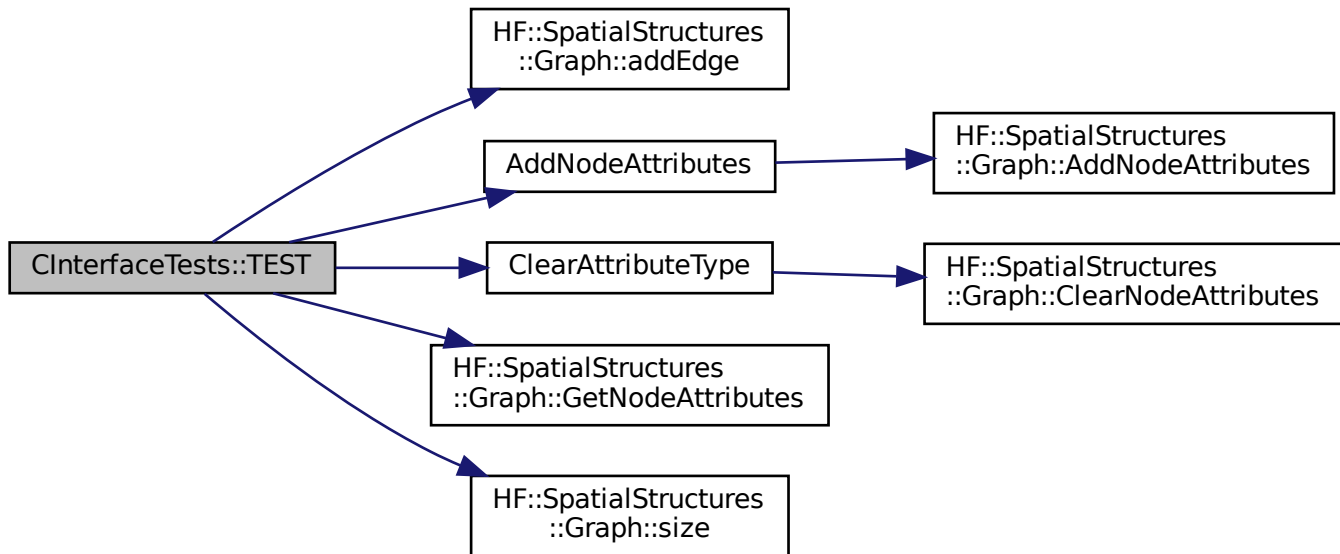 HF::SpatialStructures
::Graph::addEdge
AddNodeAttributes
HF::SpatialStructures
::Graph::AddNodeAttributes
CInterfaceTests::TEST
ClearAttributeType
HF::SpatialStructures
::Graph::ClearNodeAttributes
HF::SpatialStructures
::Graph::GetNodeAttributes
HF::SpatialStructures
::Graph::size